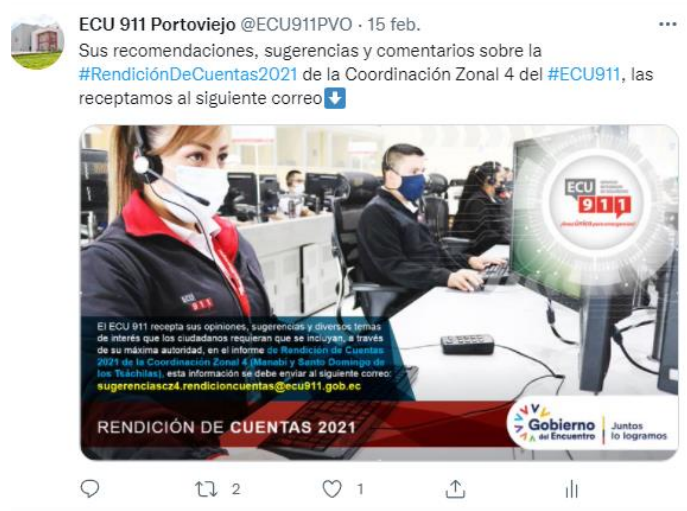 ECU 911 Portoviejo @ECU911PVO · 15 feb.
Sus recomendaciones, sugerencias y comentarios sobre la
#RendiciónDeCuentas2021 de la Coordinación Zonal 4 del #ECU911, las
receptamos al siguiente correo⬇️
ECU
911
911
El ECU 911 recepta sus opiniones, sugerencias y diversos temas
de interés que los ciudadanos requieran que se incluyan, a través
de su máxima autoridad, en el informe de Rendición de Cuentas
2021 de la Coordinación Zonal 4 (Manabí y Santo Domingo de
los Tsáchilas), esta información se debe enviar al siguiente correo:
sugerenciascz4.rendicioncuentas@ecu911.gob.ec
RENDICIÓN DE CUENTAS 2021
Gobierno
del Encuentro
Juntos
lo logramos
2
1